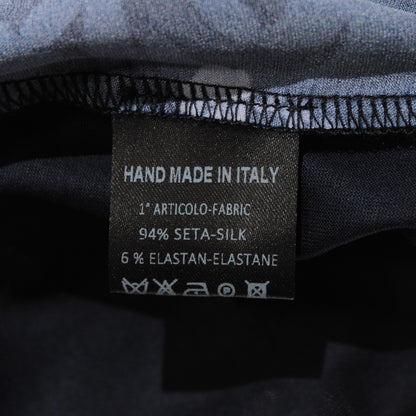 HAND MADE IN ITALY
1° ARTICOLO-FABRIC
94% SETA-SILK
6 % ELASTAN-ELASTANE